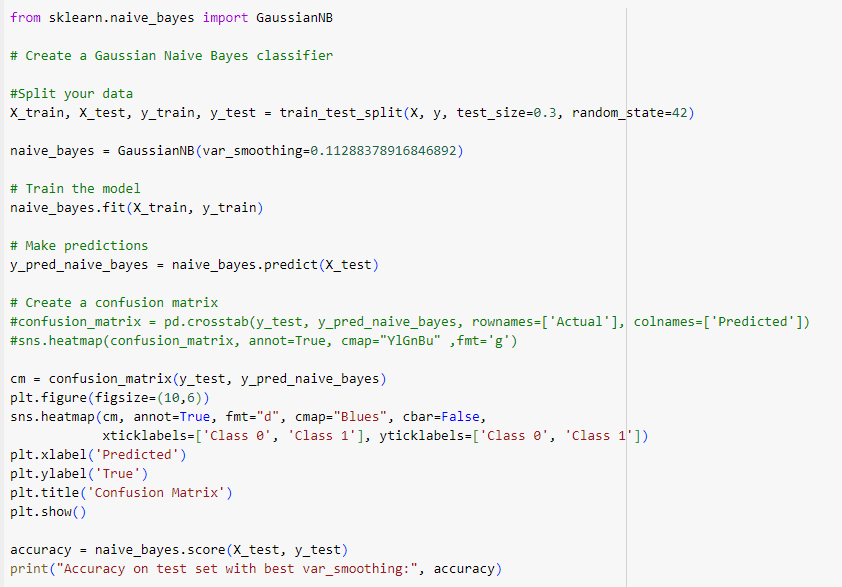 from sklearn.naive_bayes import GaussianNB
# Create a Gaussian Naive Bayes classifier
#Split your data
X_train, X_test, y_train, y_test = train_test_split(X, y, test_size=0.3, random_state=42)
naive_bayes = GaussianNB(var_smoothing=0.11288378916846892)
# Train the model
naive_bayes.fit(X_train, y_train)
# Make predictions
y_pred_naive_bayes = naive_bayes.predict(X_test)
# Create a confusion matrix
#confusion_matrix = pd.crosstab(y_test, y_pred_naive_bayes, rownames=['Actual'], colnames=['Predicted'])
#sns.heatmap(confusion_matrix, annot=True, cmap="YlGnBu" ,fmt='g')
cm = confusion_matrix(y_test, y_pred_naive_bayes)
plt.figure(figsize=(10,6))
sns.heatmap(cm, annot=True, fmt="d", cmap="Blues", cbar=False,
            xticklabels=['Class 0', 'Class 1'], yticklabels=['Class 0', 'Class 1'])
plt.xlabel('Predicted')
plt.ylabel('True')
plt.title('Confusion Matrix')
plt.show()
accuracy = naive_bayes.score(X_test, y_test)
print("Accuracy on test set with best var_smoothing:", accuracy)